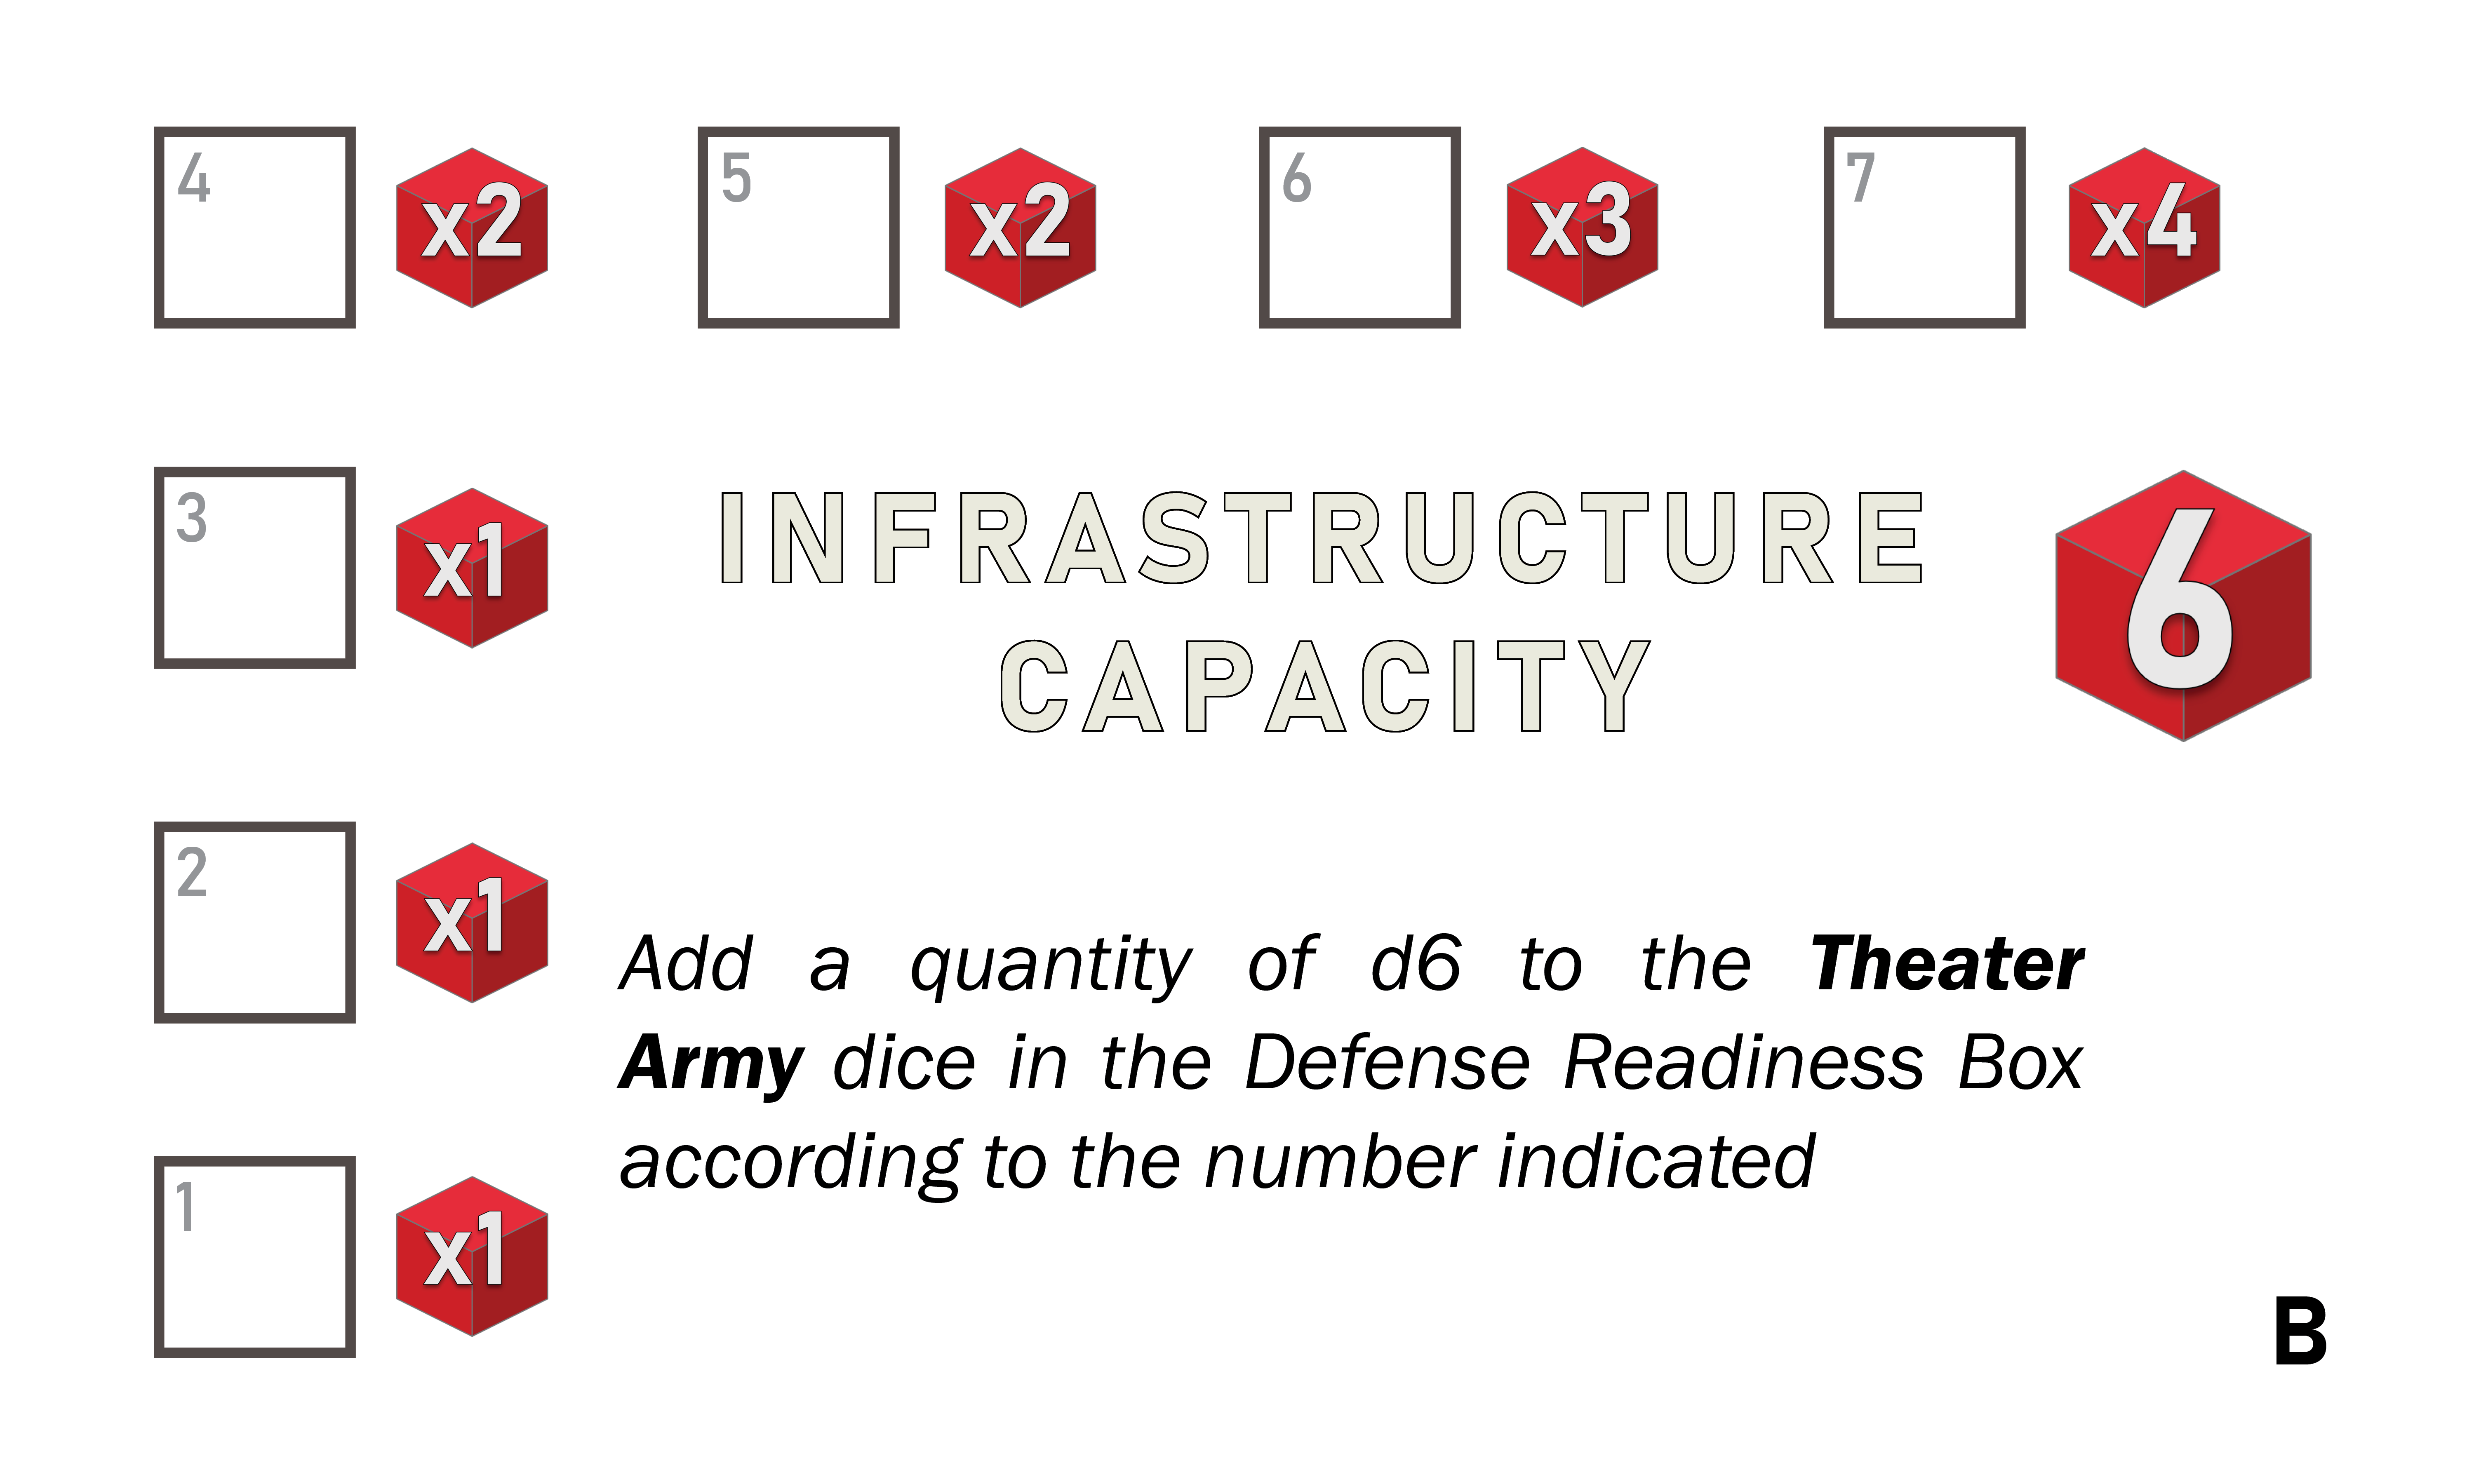 4 x2 5 x2 6 x3 7 x4
3 x1 INFRASTRUCTURE 6
CAPACITY
2 x1
Add a quantity of d6 to the Theater
Army dice in the Defense Readiness Box
according to the number indicated
1 x1
B